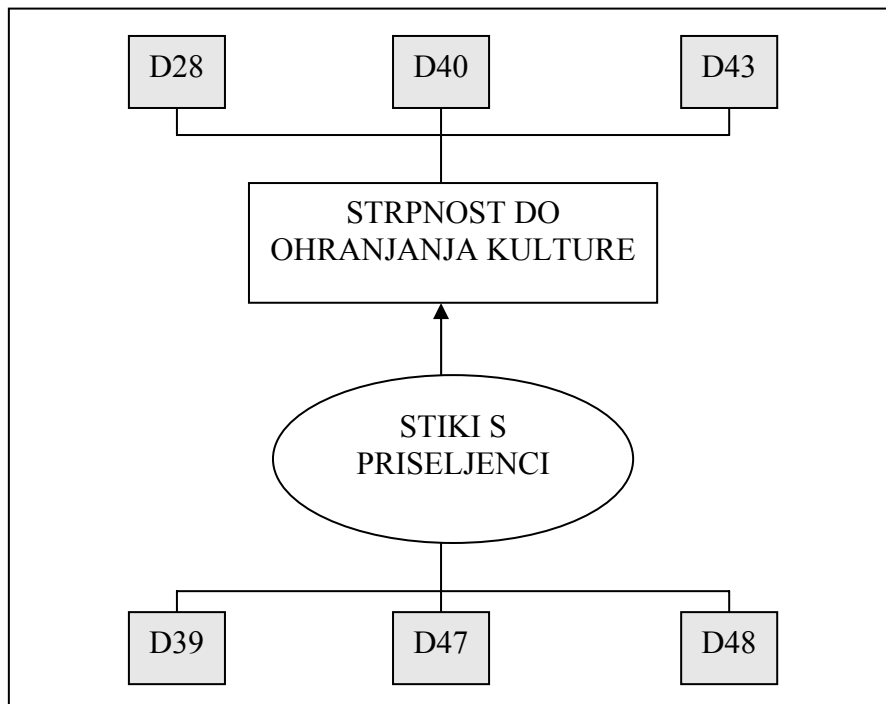 D28 D40 D43
STRPNOST DO
OHRANJANJA KULTURE
STIKI S
PRISELJENCI
D39 D47 D48